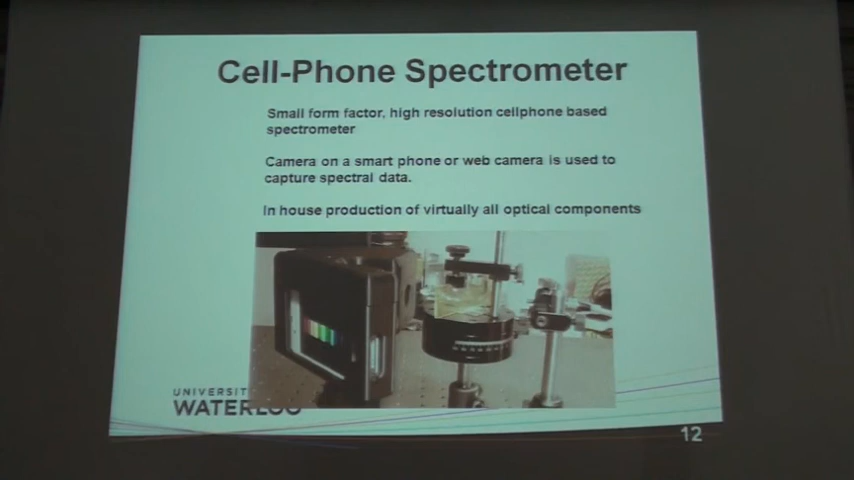 Cell-Phone Spectrometer
Small form factor, high resolution cellphone based
spectrometer
Camera on a smart phone or web camera is used to
capture spectral data.
In house production of virtually all optical components
UNIVERSIT
WATERLOO
12